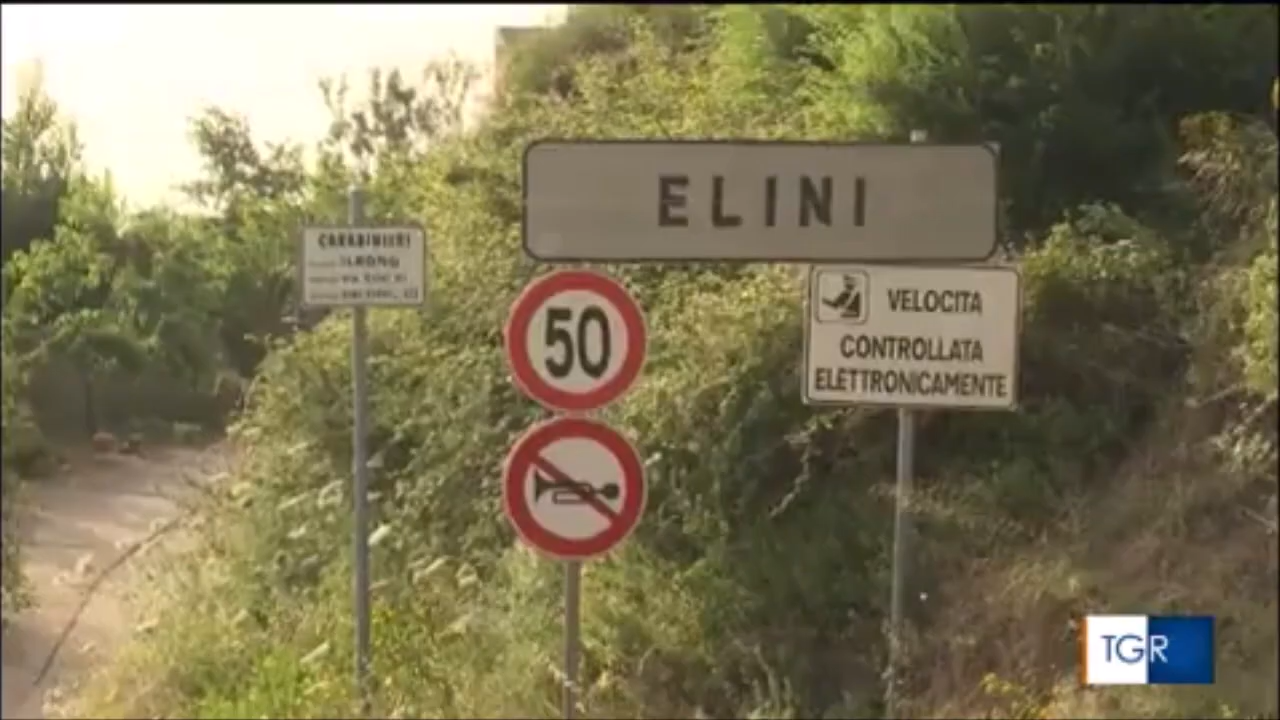 ELINI
CARABINIERI
50
VELOCITA
CONTROLLATA
ELETTRONICAMENTE
TGR